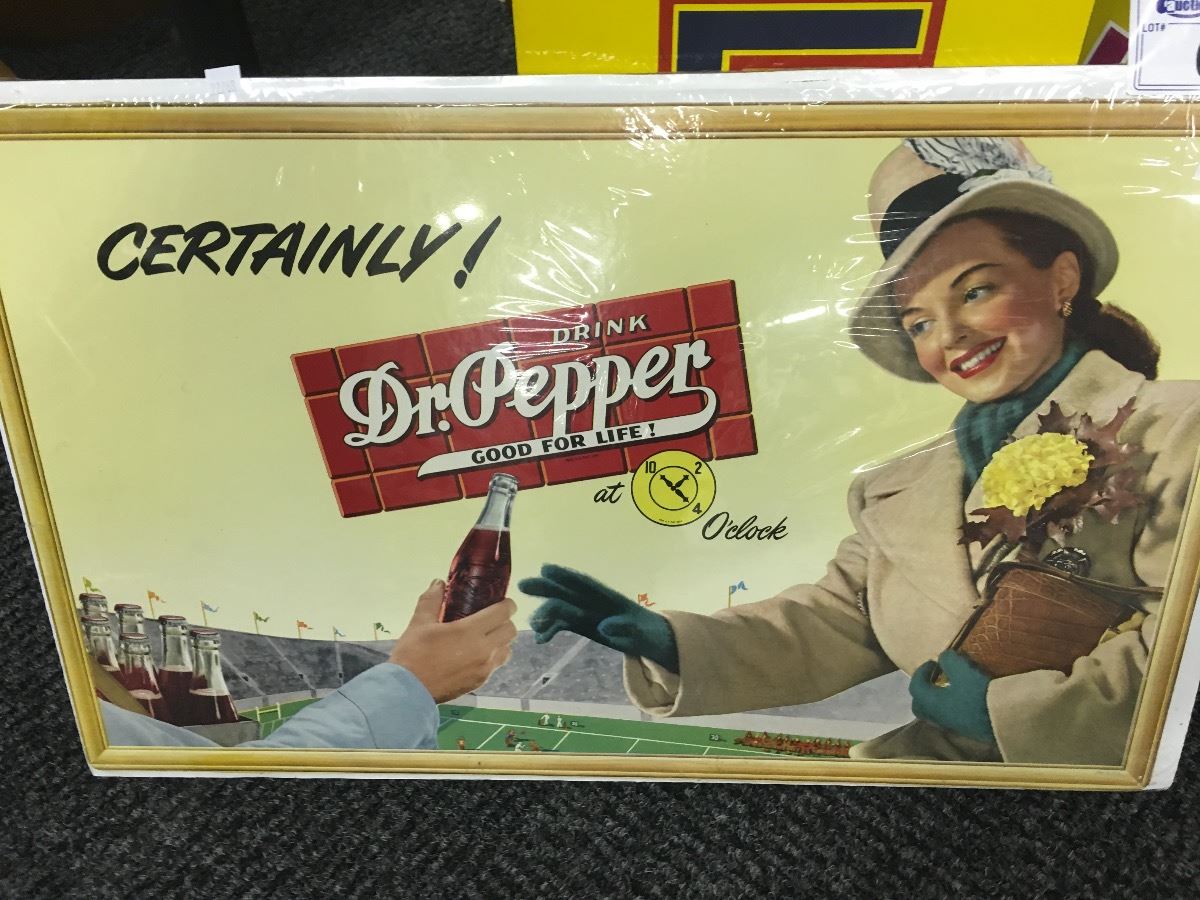 LOT#
CERTAINLY!
DRINK
Dr. Pepper
GOOD FOR LIFE!
at
10 2
4
O'clock